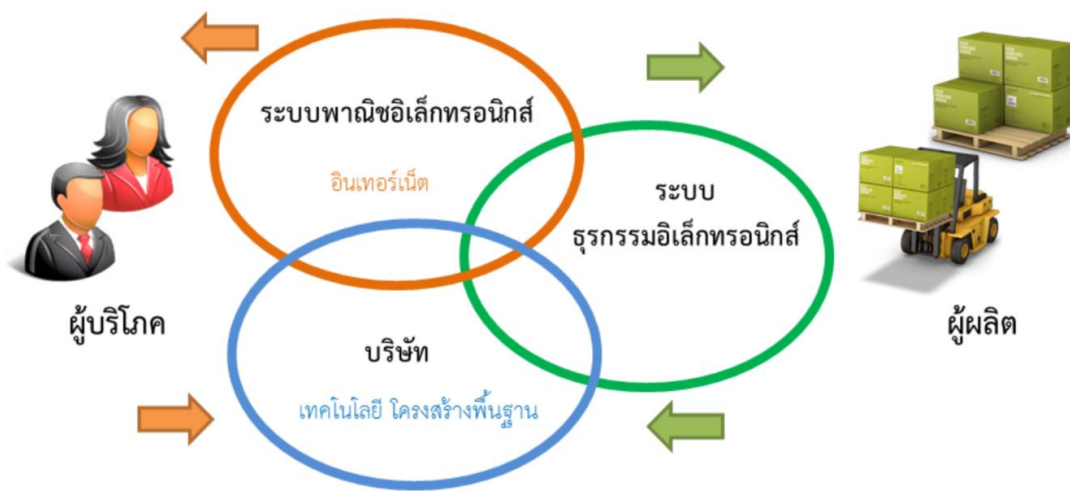 ระบบพาณิชอิเล็กทรอนิกส์
อินเทอร์เน็ต
ระบบ
ธุรกรรมอิเล็กทรอนิกส์
ผู้บริโภค
ผู้ผลิต
บริษัท
เทคโนโลยี โครงสร้างพื้นฐาน